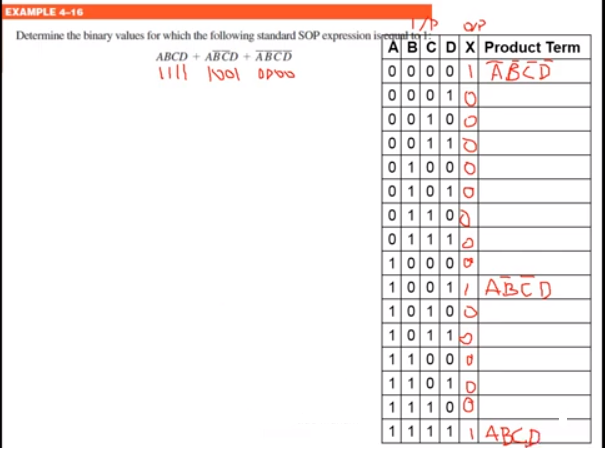 EXAMPLE 4-16
I/P O/P
Determine the binary values for which the following standard SOP expression is equal to 1:
ABCD + AB̅C̅D + A̅B̅C̅D̅
1111 1001 0000
A B C D X Product Term
0 0 0 0 1 A̅B̅C̅D̅
0 0 0 1 0
0 0 1 0 0
0 0 1 1 0
0 1 0 0 0
0 1 0 1 0
0 1 1 0 0
0 1 1 1 0
1 0 0 0 0
1 0 0 1 1 AB̅C̅D
1 0 1 0 0
1 0 1 1 0
1 1 0 0 0
1 1 0 1 0
1 1 1 0 0
1 1 1 1 1 ABCD